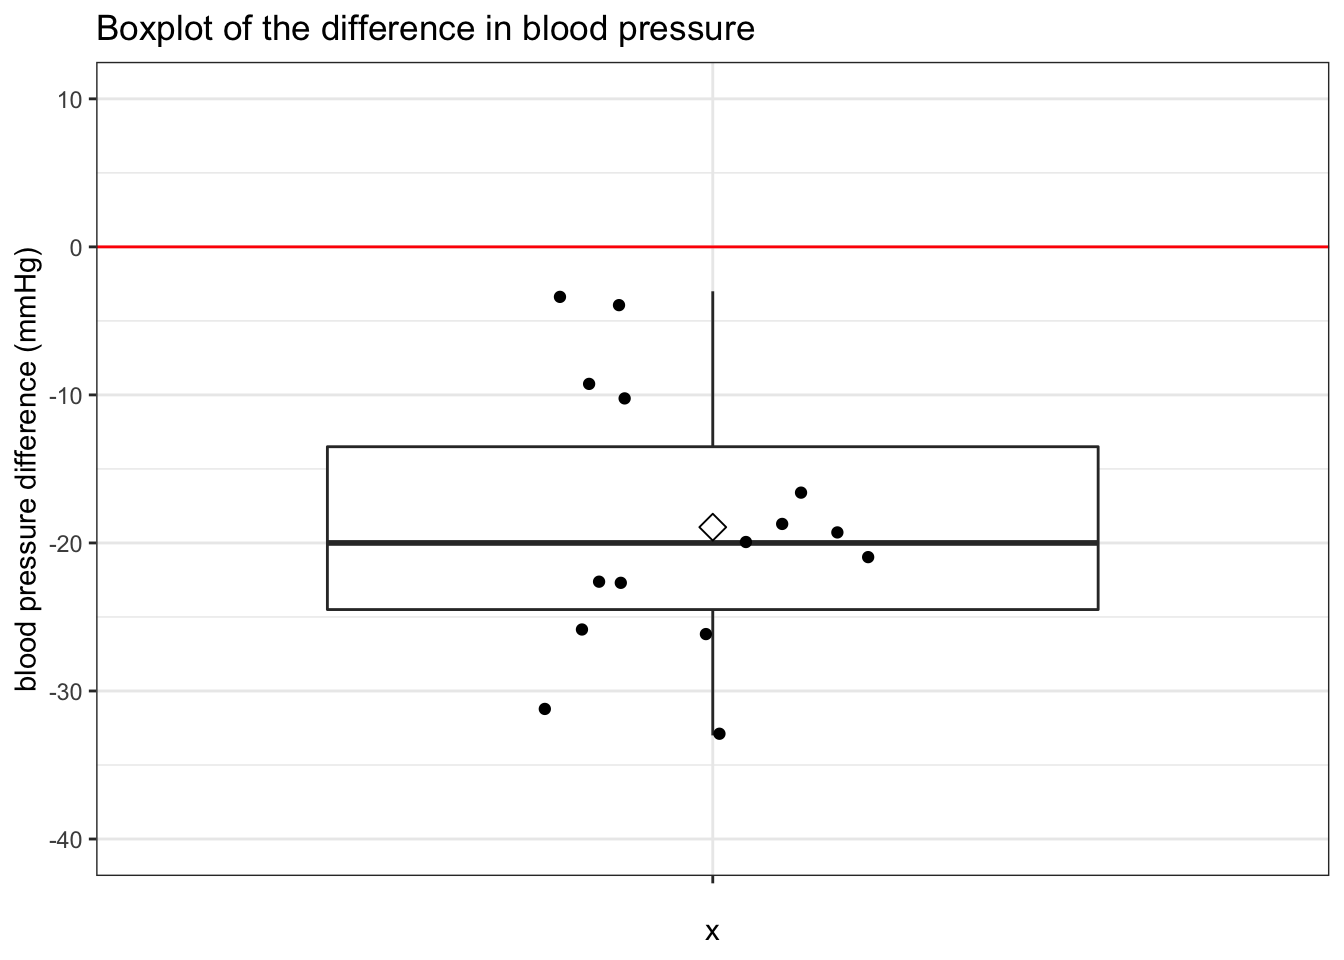 Boxplot of the difference in blood pressure
blood pressure difference (mmHg)
10
0
-10
-20
-30
-40
x